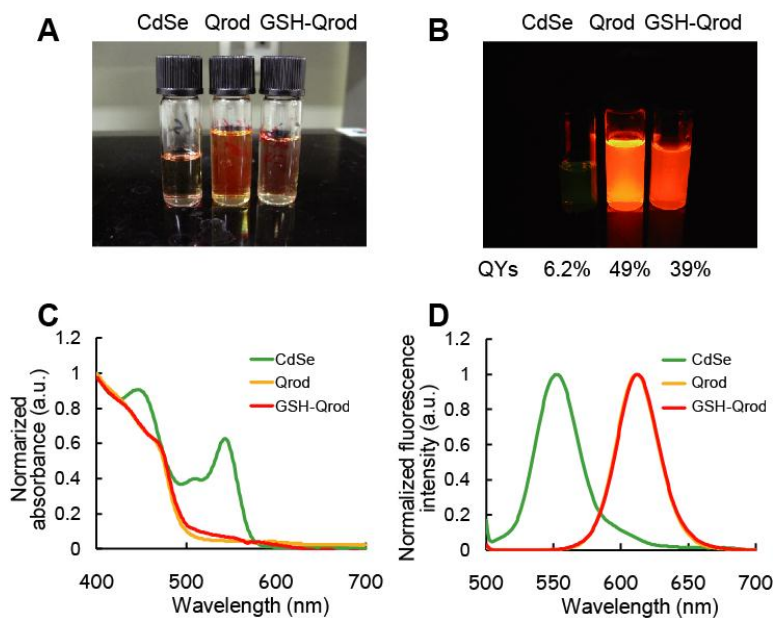 A
CdSe Qrod GSH-Qrod
B
CdSe Qrod GSH-Qrod
QYs 6.2% 49% 39%
C
Normarized
absorbance (a.u.)
1.2
1
0.8
0.6
0.4
0.2
0
400 500 600 700
Wavelength (nm)
CdSe
Qrod
GSH-Qrod
D
Normalized fluorescence
intensity (a.u.)
1.2
1
0.8
0.6
0.4
0.2
0
500 550 600 650 700
Wavelength (nm)
CdSe
Qrod
GSH-Qrod